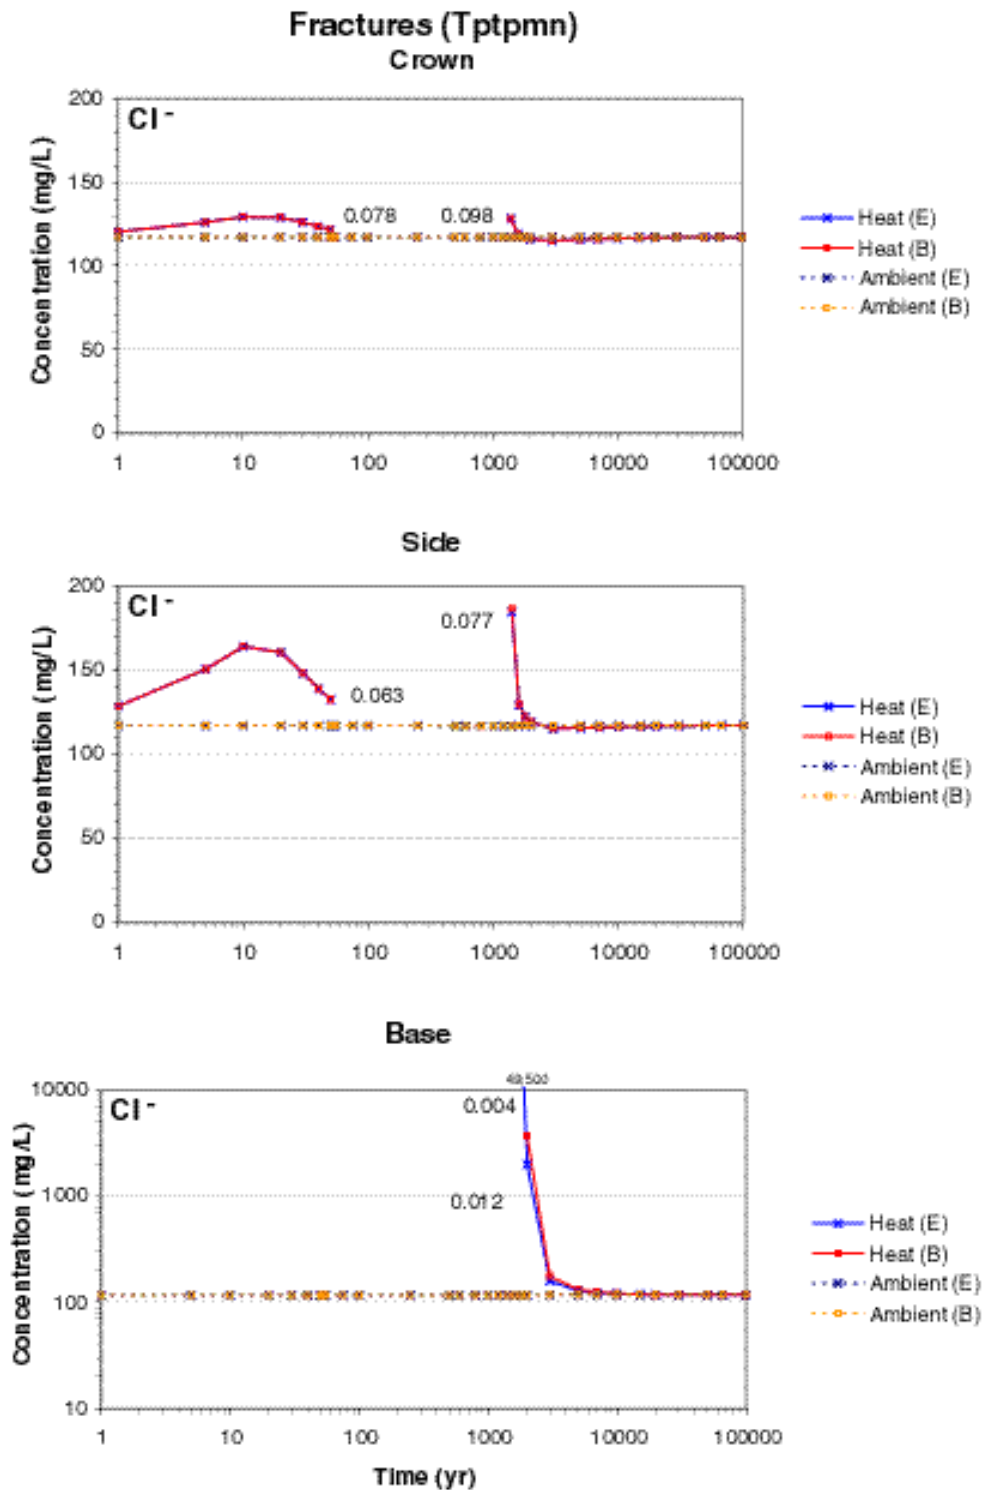 Fractures (Tptpmn)
Crown
Cl -
Concentration (mg/L)
200
150
100
50
0
0.078
0.098
1
10
100
1000
10000
100000
Heat (E)
Heat (B)
Ambient (E)
Ambient (B)
Side
Cl -
Concentration (mg/L)
200
150
100
50
0
0.077
0.063
1
10
100
1000
10000
100000
Heat (E)
Heat (B)
Ambient (E)
Ambient (B)
Base
49,500
Cl -
Concentration (mg/L)
10000
1000
100
10
0.004
0.012
1
10
100
1000
10000
100000
Time (yr)
Heat (E)
Heat (B)
Ambient (E)
Ambient (B)